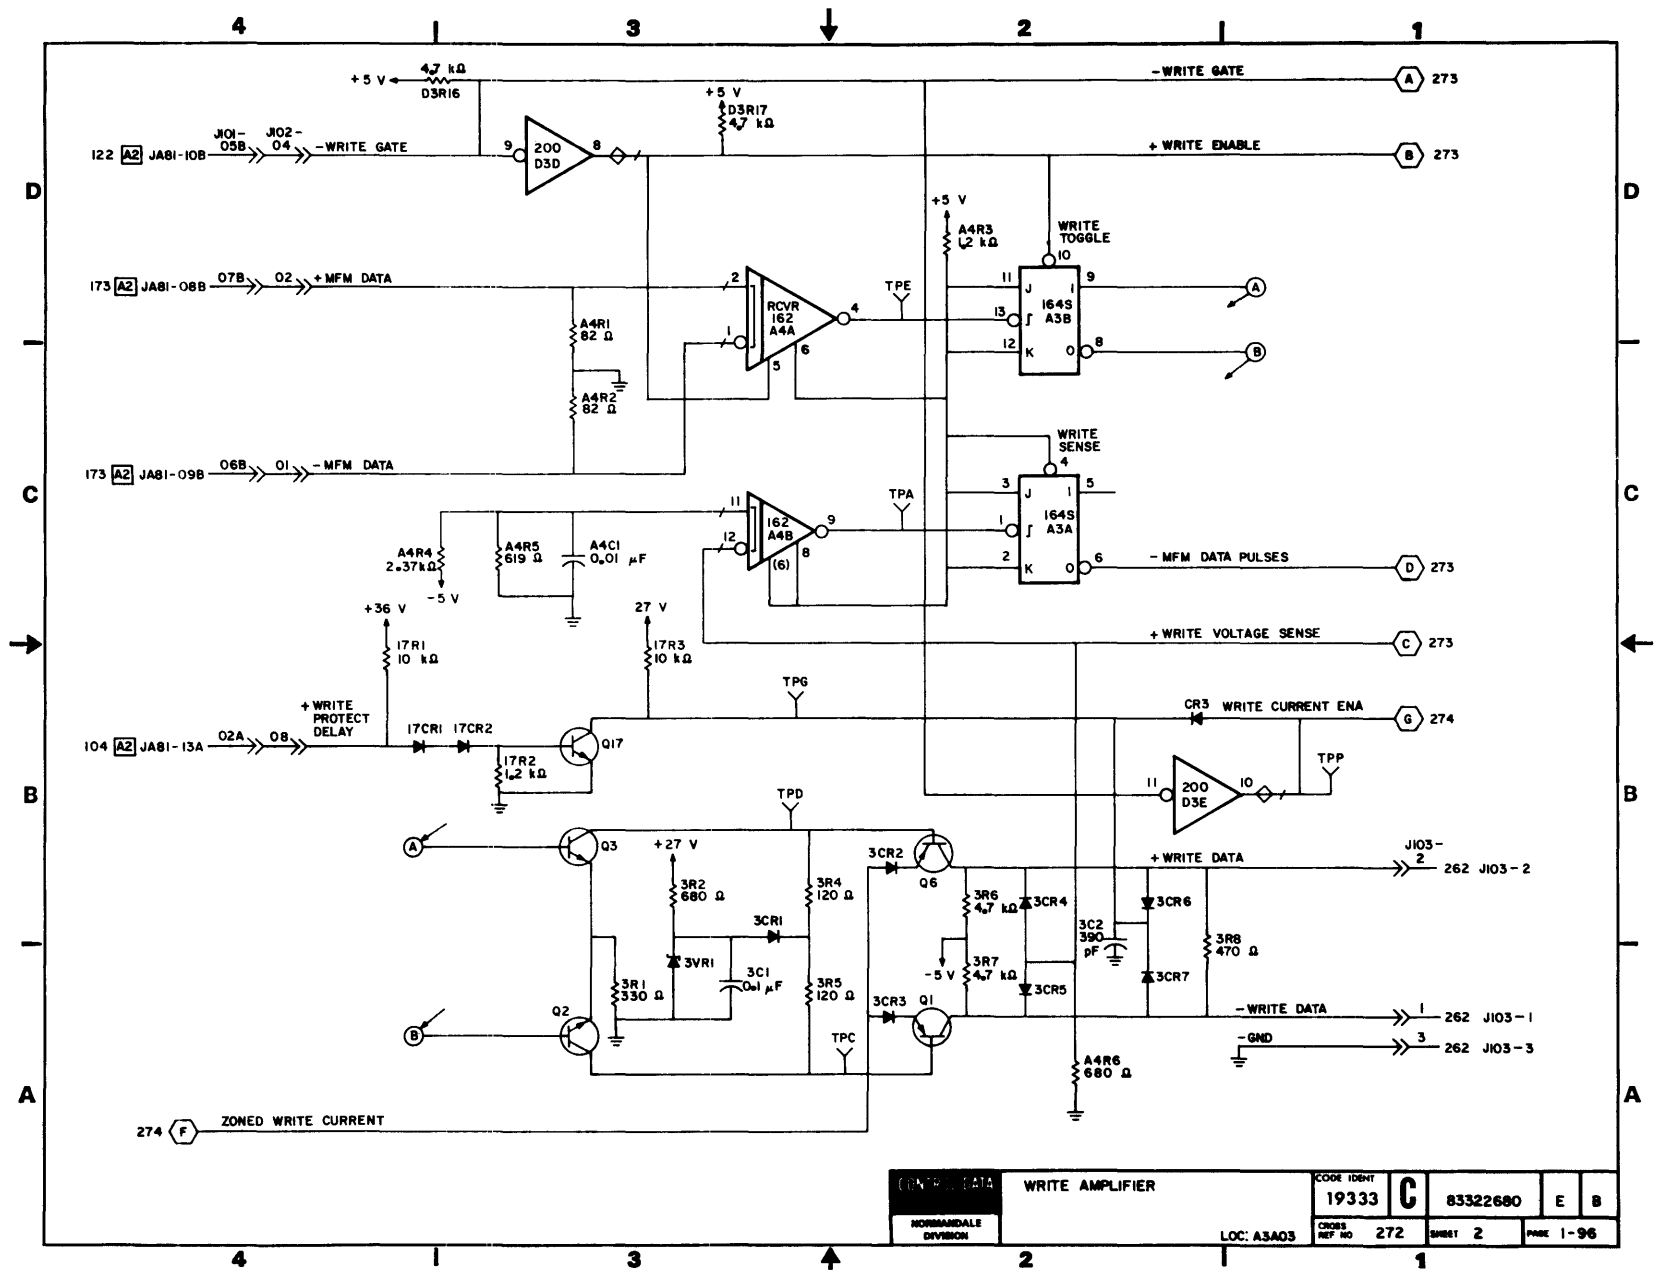 4 3 2 1
4.7 kΩ
+5 V
D3R16
-WRITE GATE
A 273
+5 V
D3R17
4.7 kΩ
J101- J102-
122 A2 JA81-10B 05B 04 -WRITE GATE
9 200 D3D 8
+ WRITE ENABLE
B 273
D D
+5 V
A4R3
1.2 kΩ
WRITE
TOGGLE
10
173 A2 JA81-08B 07B 02 +MFM DATA
2 RCVR 162 A4A 4
1 5 6
TPE
11 J 1 9
13 ʃ 164S A3B
12 K 0 8
A
B
A4R1
82 Ω
A4R2
82 Ω
WRITE
SENSE
4
173 A2 JA81-09B 06B 01 -MFM DATA
C C
11 162 A4B 9
12 (6) 8
TPA
3 J 1 5
1 ʃ 164S A3A
2 K 0 6
- MFM DATA PULSES
D 273
A4R4
2.37kΩ
-5 V
A4R5
619 Ω
A4C1
0.01 μF
+36 V
17R1
10 kΩ
27 V
17R3
10 kΩ
+ WRITE VOLTAGE SENSE
C 273
+WRITE
PROTECT
DELAY
TPG
CR3 WRITE CURRENT ENA
G 274
104 A2 JA81-13A 02A 08
17CR1 17CR2
Q17
17R2
1.2 kΩ
TPP
11 200 D3E 10
B B
TPD
A
Q3
+27 V
3R2
680 Ω
3R4
120 Ω
3CR2
Q6
+WRITE DATA
J103-
2 262 J103-2
3R6
4.7 kΩ
3CR4
3CR6
3CR1
3C2
390
pF
3R8
470 Ω
3VR1
3C1
0.1 μF
-5 V
3R7
4.7 kΩ
3CR5
3CR7
3R1
330 Ω
3R5
120 Ω
3CR3
Q1
Q2
B
-WRITE DATA
1 262 J103-1
-GND
3 262 J103-3
TPC
A4R6
680 Ω
A A
274 F ZONED WRITE CURRENT
CONTROL DATA
NORMANDALE
DIVISION
WRITE AMPLIFIER
LOC: A3A03
CODE IDENT
19333
C
83322680
E
B
CROSS
REF NO 272
SHEET 2
PAGE 1-96
4 3 2 1